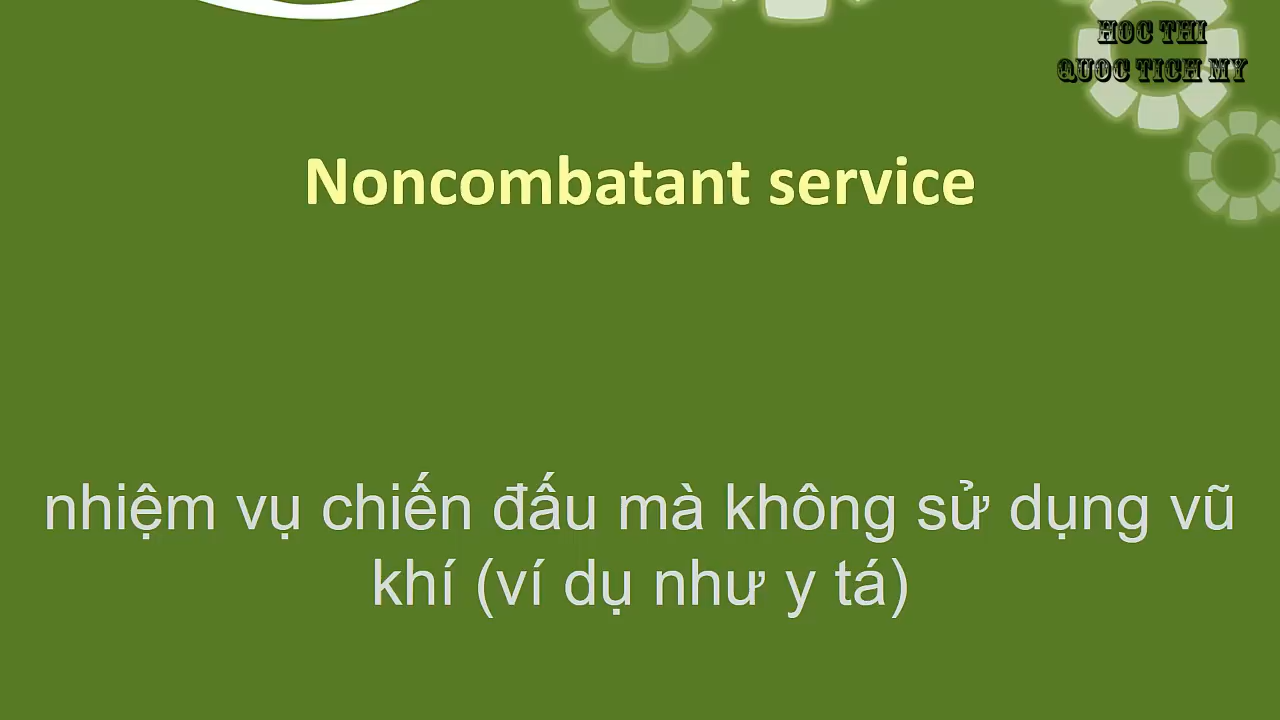 HOC THI
QUOC TICH MY
Noncombatant service
nhiệm vụ chiến đấu mà không sử dụng vũ
khí (ví dụ như y tá)